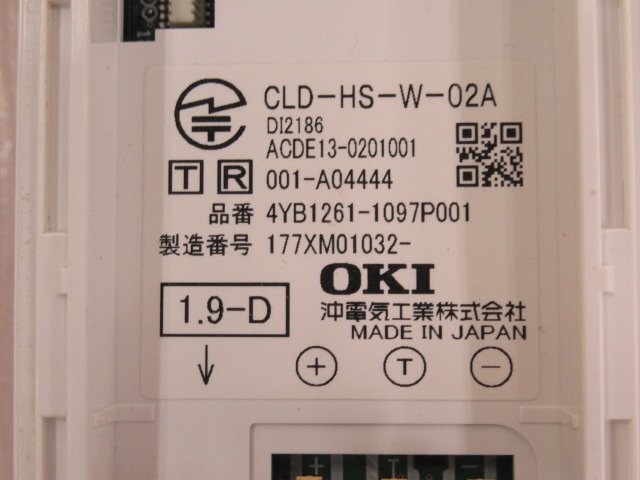 CLD-HS-W-02A
DI2186
ACDE13-0201001
T R 001-A04444
品番 4YB1261-1097P001
製造番号 177XM01032-
OKI
1.9-D
沖電気工業株式会社
MADE IN JAPAN
↓ + T -
+ T -